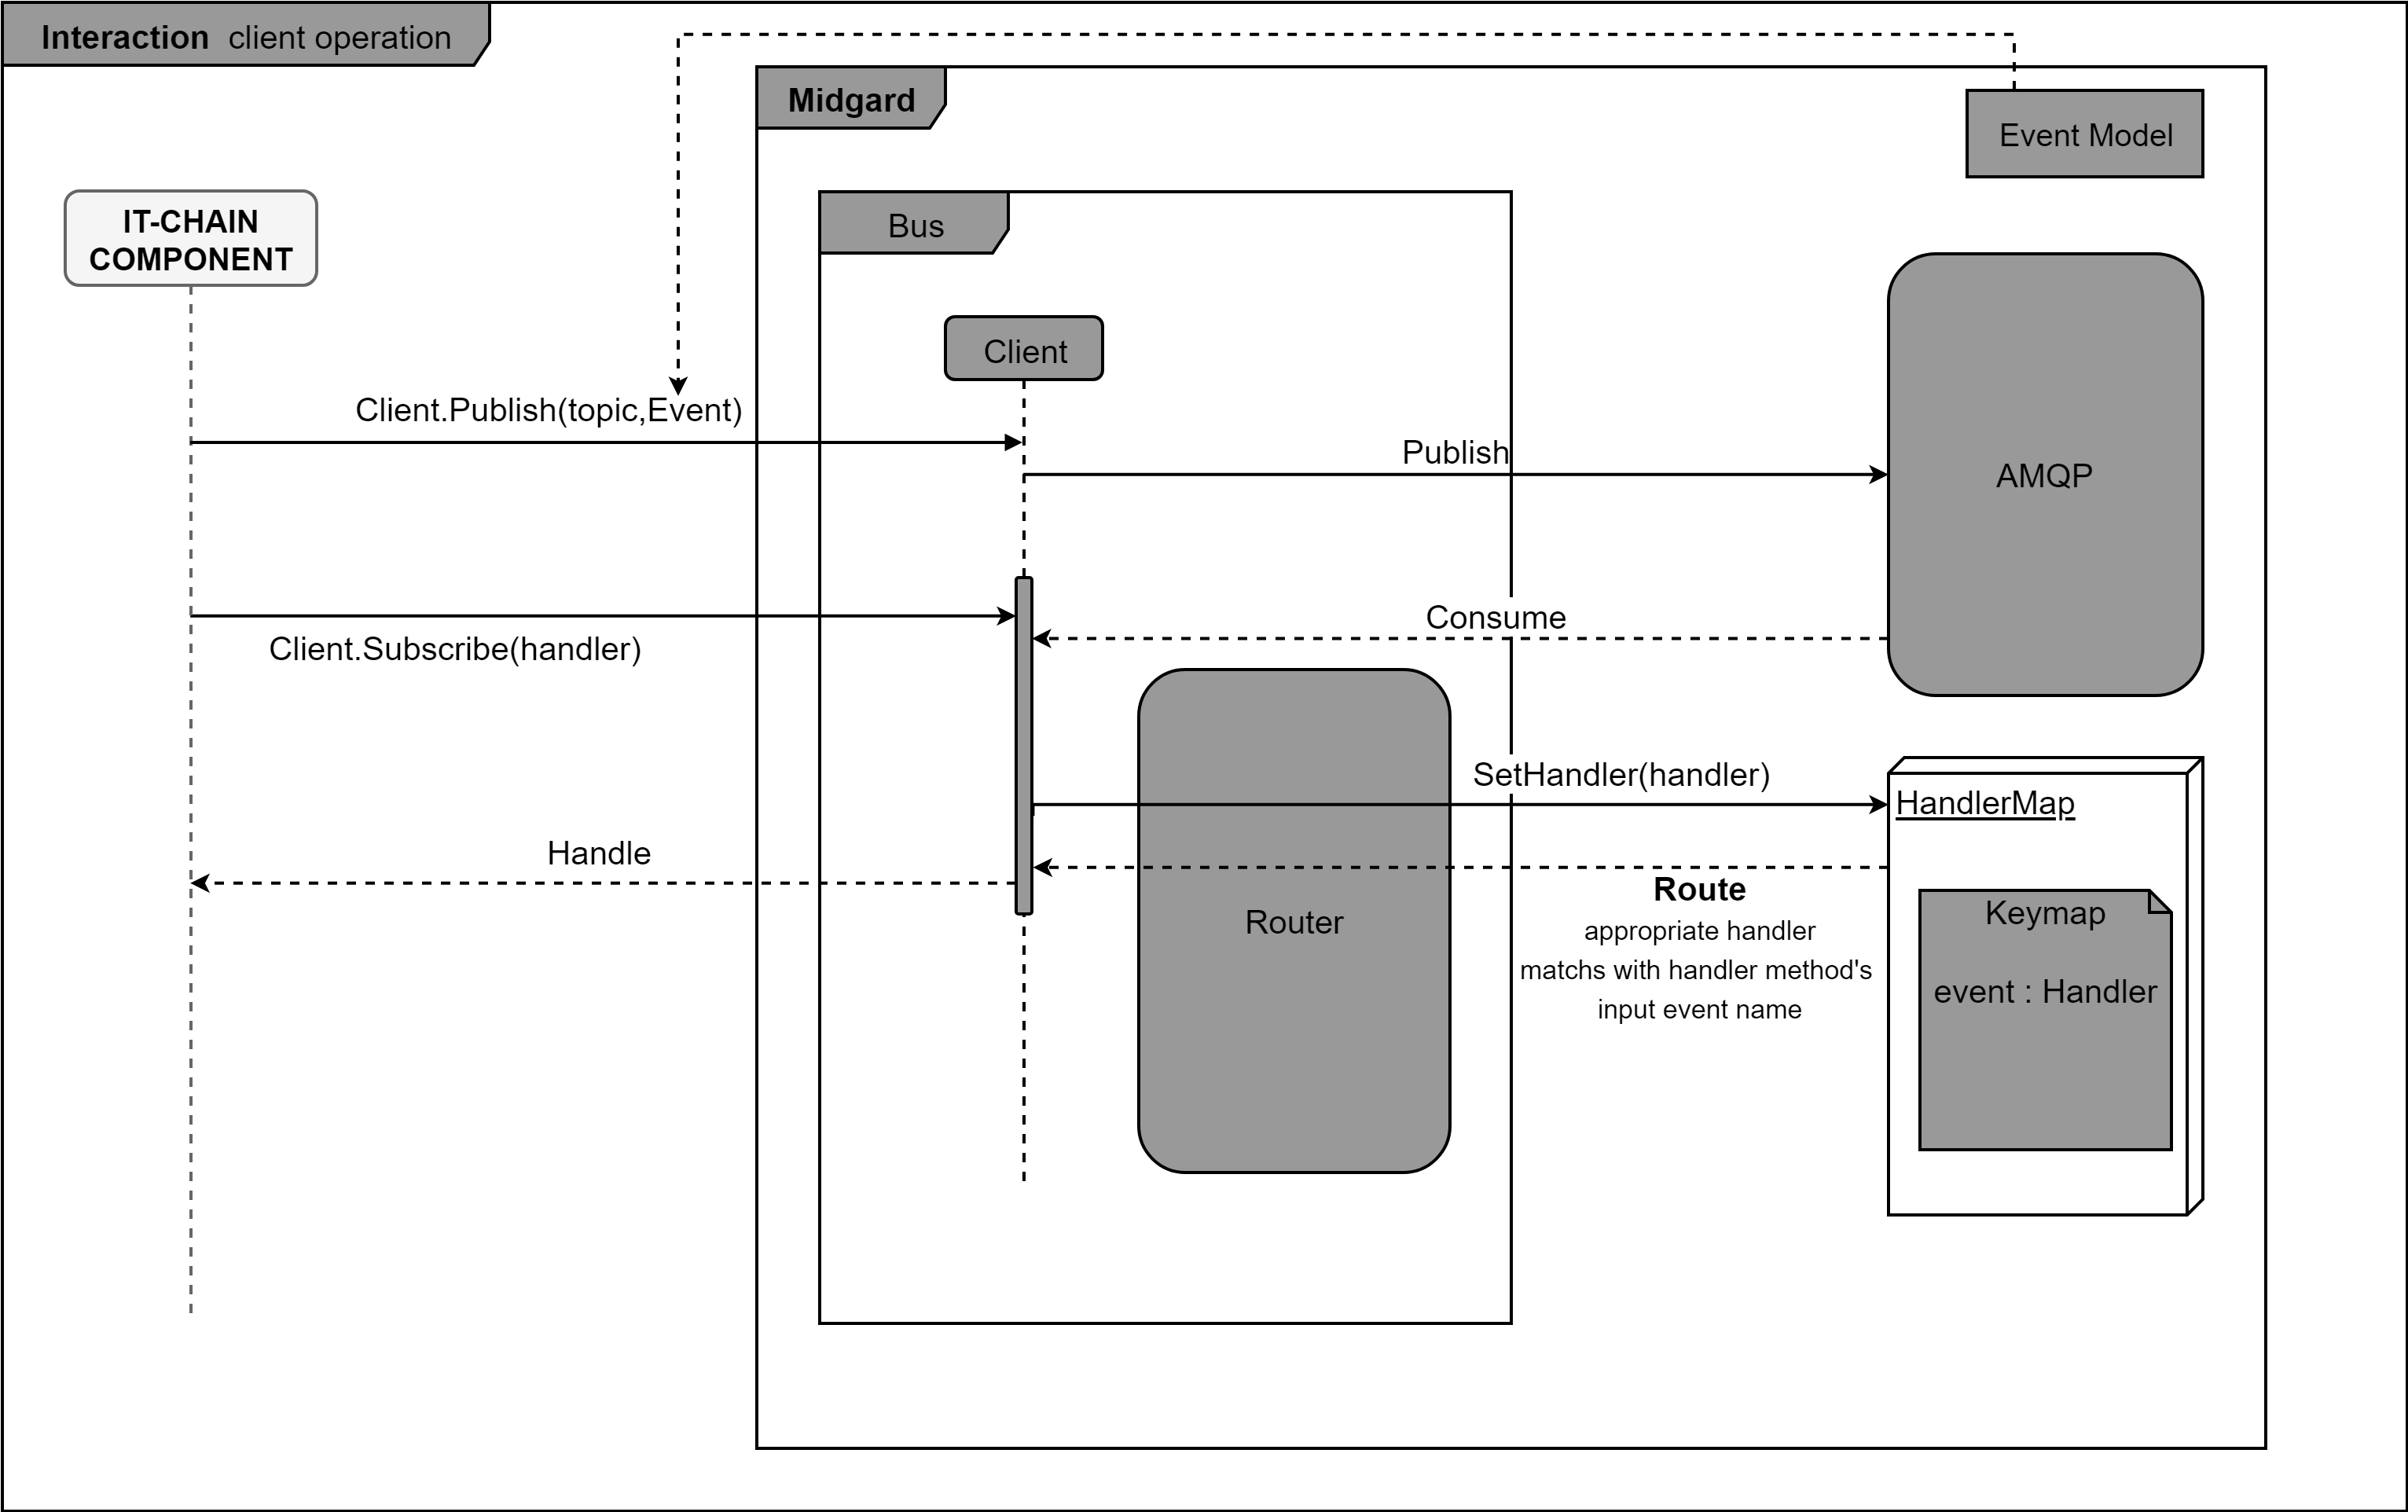 Interaction client operation
Midgard
Event Model
IT-CHAIN
COMPONENT
Bus
Client
Client.Publish(topic,Event)
Publish
AMQP
Consume
Client.Subscribe(handler)
SetHandler(handler)
HandlerMap
Handle
Route
appropriate handler
matchs with handler method's
input event name
Router
Keymap
event : Handler